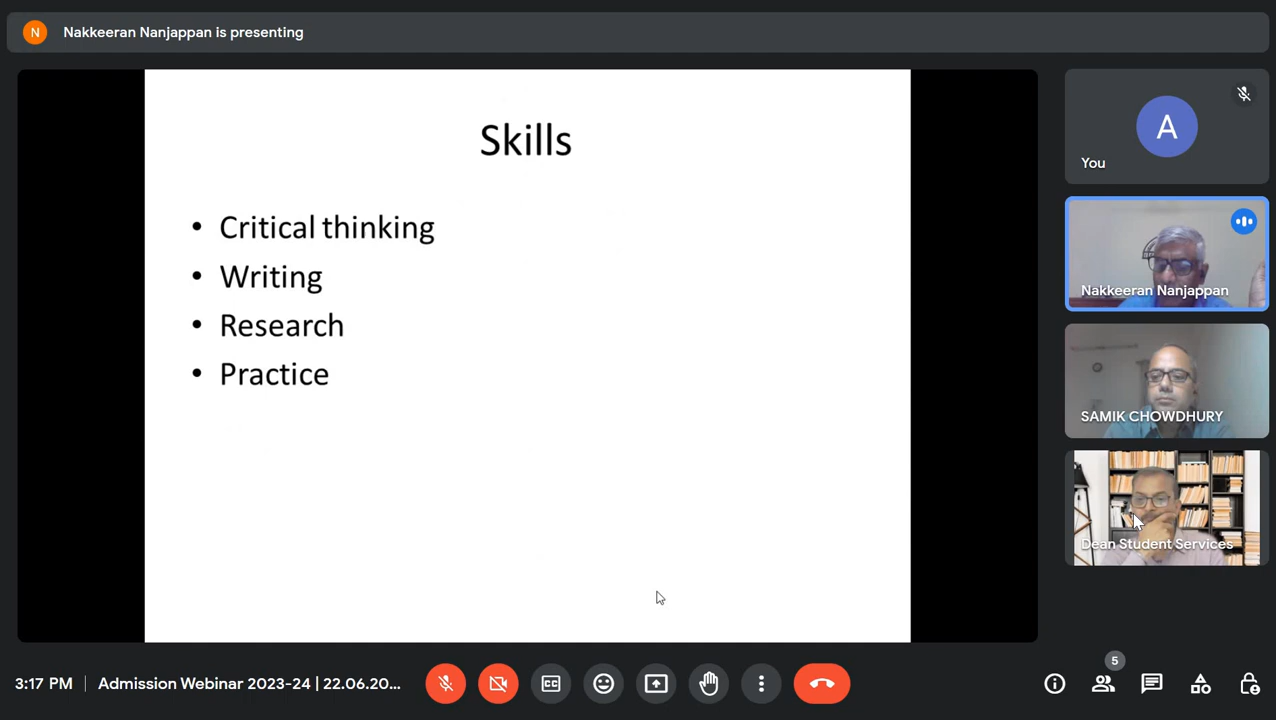 N
Nakkeeran Nanjappan is presenting
Skills
• Critical thinking
• Writing
• Research
• Practice
A
You
Nakkeeran Nanjappan
SAMIK CHOWDHURY
Dean Student Services
3:17 PM | Admission Webinar 2023-24 | 22.06.20...
5